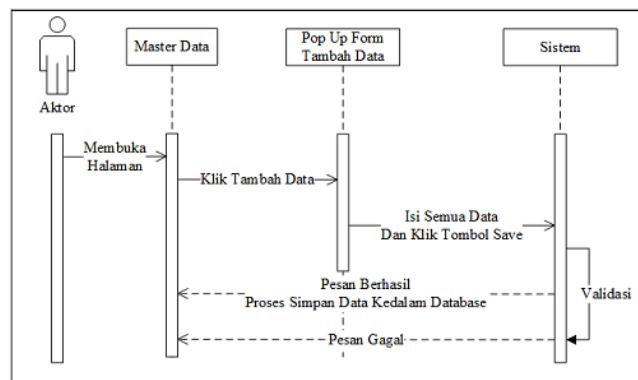 Aktor
Master Data
Pop Up Form
Tambah Data
Sistem
Membuka
Halaman
Klik Tambah Data
Isi Semua Data
Dan Klik Tombol Save
Validasi
Pesan Berhasil
Proses Simpan Data Kedalam Database
Pesan Gagal